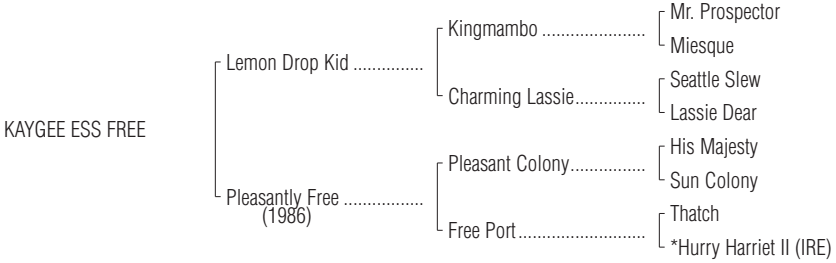 Mr. Prospector
Kingmambo ......................
Miesque
Lemon Drop Kid ...............
Seattle Slew
Charming Lassie...............
Lassie Dear
KAYGEE ESS FREE
His Majesty
Pleasant Colony................
Sun Colony
Pleasantly Free .................
(1986)
Thatch
Free Port...........................
*Hurry Harriet II (IRE)